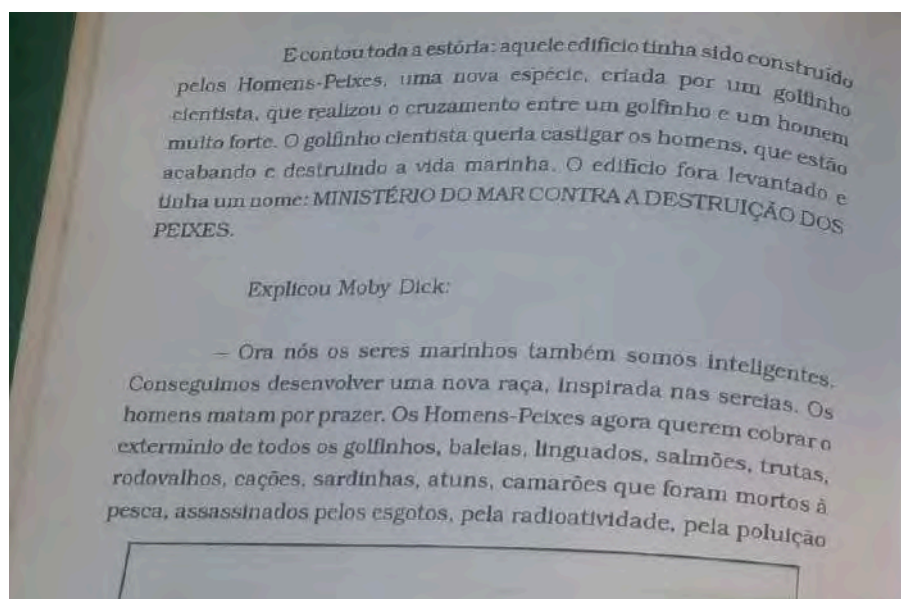 E contou toda a estória: aquele edifício tinha sido construído
pelos Homens-Peixes, uma nova espécie, criada por um golfinho
cientista, que realizou o cruzamento entre um golfinho e um homem
muito forte. O golfinho cientista queria castigar os homens, que estão
acabando e destruindo a vida marinha. O edifício fora levantado e
tinha um nome: MINISTÉRIO DO MAR CONTRA A DESTRUIÇÃO DOS
PEIXES.
Explicou Moby Dick:
– Ora nós os seres marinhos também somos inteligentes.
Conseguimos desenvolver uma nova raça, inspirada nas sereias. Os
homens matam por prazer. Os Homens-Peixes agora querem cobrar o
extermínio de todos os golfinhos, baleias, linguados, salmões, trutas,
rodovalhos, cações, sardinhas, atuns, camarões que foram mortos à
pesca, assassinados pelos esgotos, pela radioatividade, pela poluição